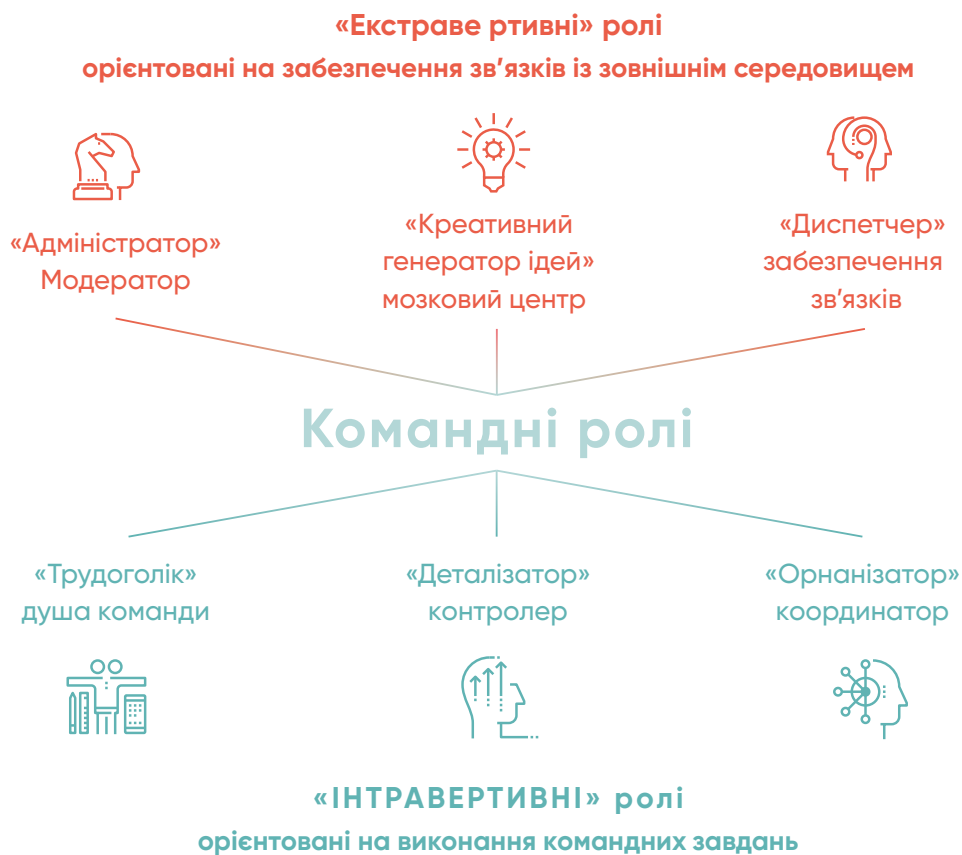 «Екстраве ртивні» ролі
орієнтовані на забезпечення зв’язків із зовнішнім середовищем
«Адміністратор»
Модератор
«Креативний
генератор ідей»
мозковий центр
«Диспетчер»
забезпечення
зв’язків
Командні ролі
«Трудоголік»
душа команди
«Деталізатор»
контролер
«Орнанізатор»
координатор
«ІНТРАВЕРТИВНІ» ролі
орієнтовані на виконання командних завдань